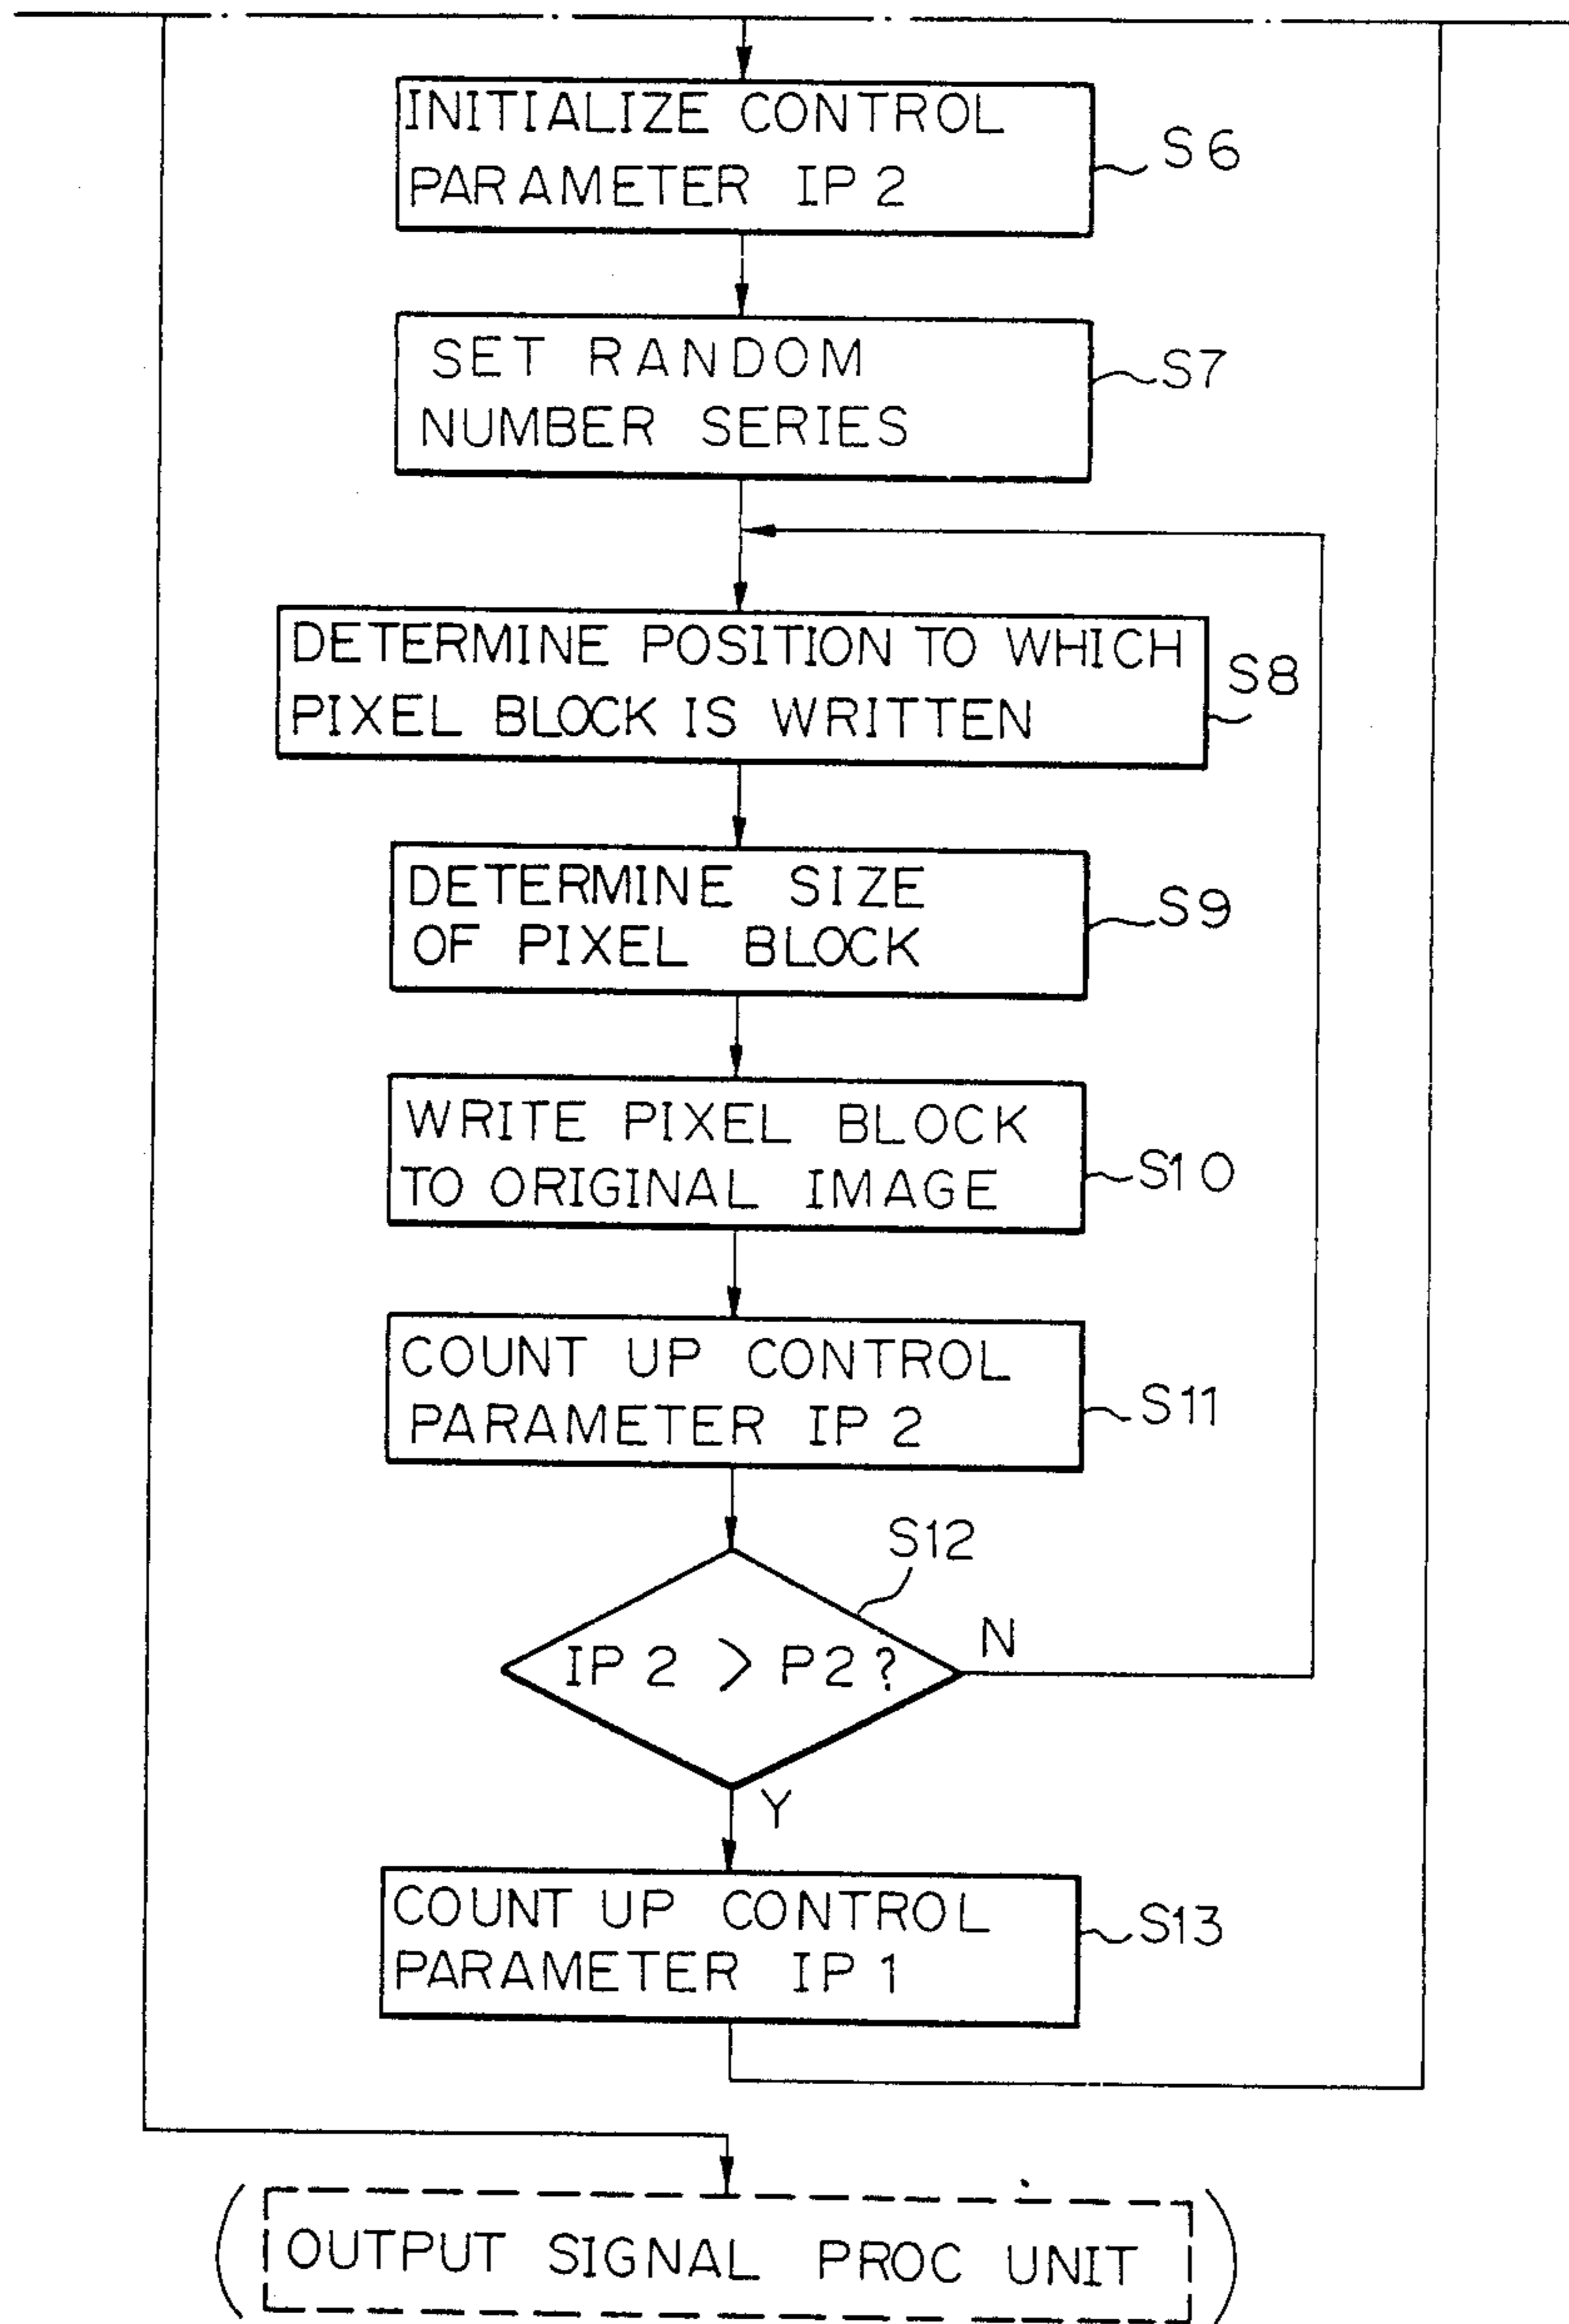 INITIALIZE CONTROL
PARAMETER IP 2
S6
SET RANDOM
NUMBER SERIES
S7
DETERMINE POSITION TO WHICH
PIXEL BLOCK IS WRITTEN
S8
DETERMINE SIZE
OF PIXEL BLOCK
S9
WRITE PIXEL BLOCK
TO ORIGINAL IMAGE
S10
COUNT UP CONTROL
PARAMETER IP 2
S11
S12
IP 2 > P2?
N
Y
COUNT UP CONTROL
PARAMETER IP 1
S13
(OUTPUT SIGNAL PROC UNIT)